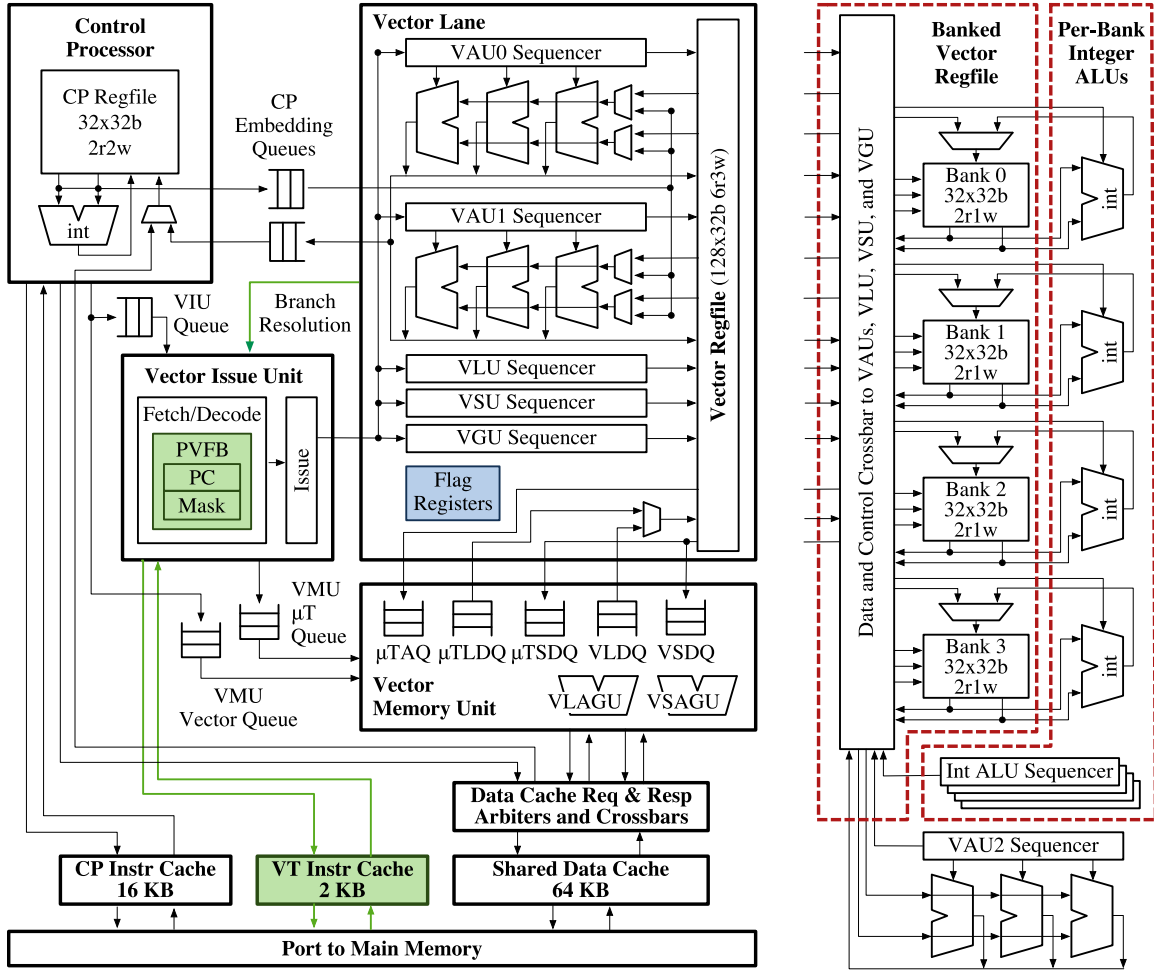 Control
Processor
CP Regfile
32x32b
2r2w
int
CP
Embedding
Queues
VIU
Queue
Branch
Resolution
Vector Issue Unit
Fetch/Decode
PVFB
PC
Mask
Issue
VMU
μT
Queue
VMU
Vector Queue
Vector Lane
VAU0 Sequencer
VAU1 Sequencer
VLU Sequencer
VSU Sequencer
VGU Sequencer
Flag
Registers
Vector Regfile (128x32b 6r3w)
μTAQ
μTLDQ
μTSDQ
VLDQ
VSDQ
Vector
Memory Unit
VLAGU
VSAGU
Data Cache Req & Resp
Arbiters and Crossbars
CP Instr Cache
16 KB
VT Instr Cache
2 KB
Shared Data Cache
64 KB
Port to Main Memory
Data and Control Crossbar to VAUs, VLU, VSU, and VGU
Banked
Vector
Regfile
Per-Bank
Integer
ALUs
Bank 0
32x32b
2r1w
int
Bank 1
32x32b
2r1w
int
Bank 2
32x32b
2r1w
int
Bank 3
32x32b
2r1w
int
Int ALU Sequencer
VAU2 Sequencer